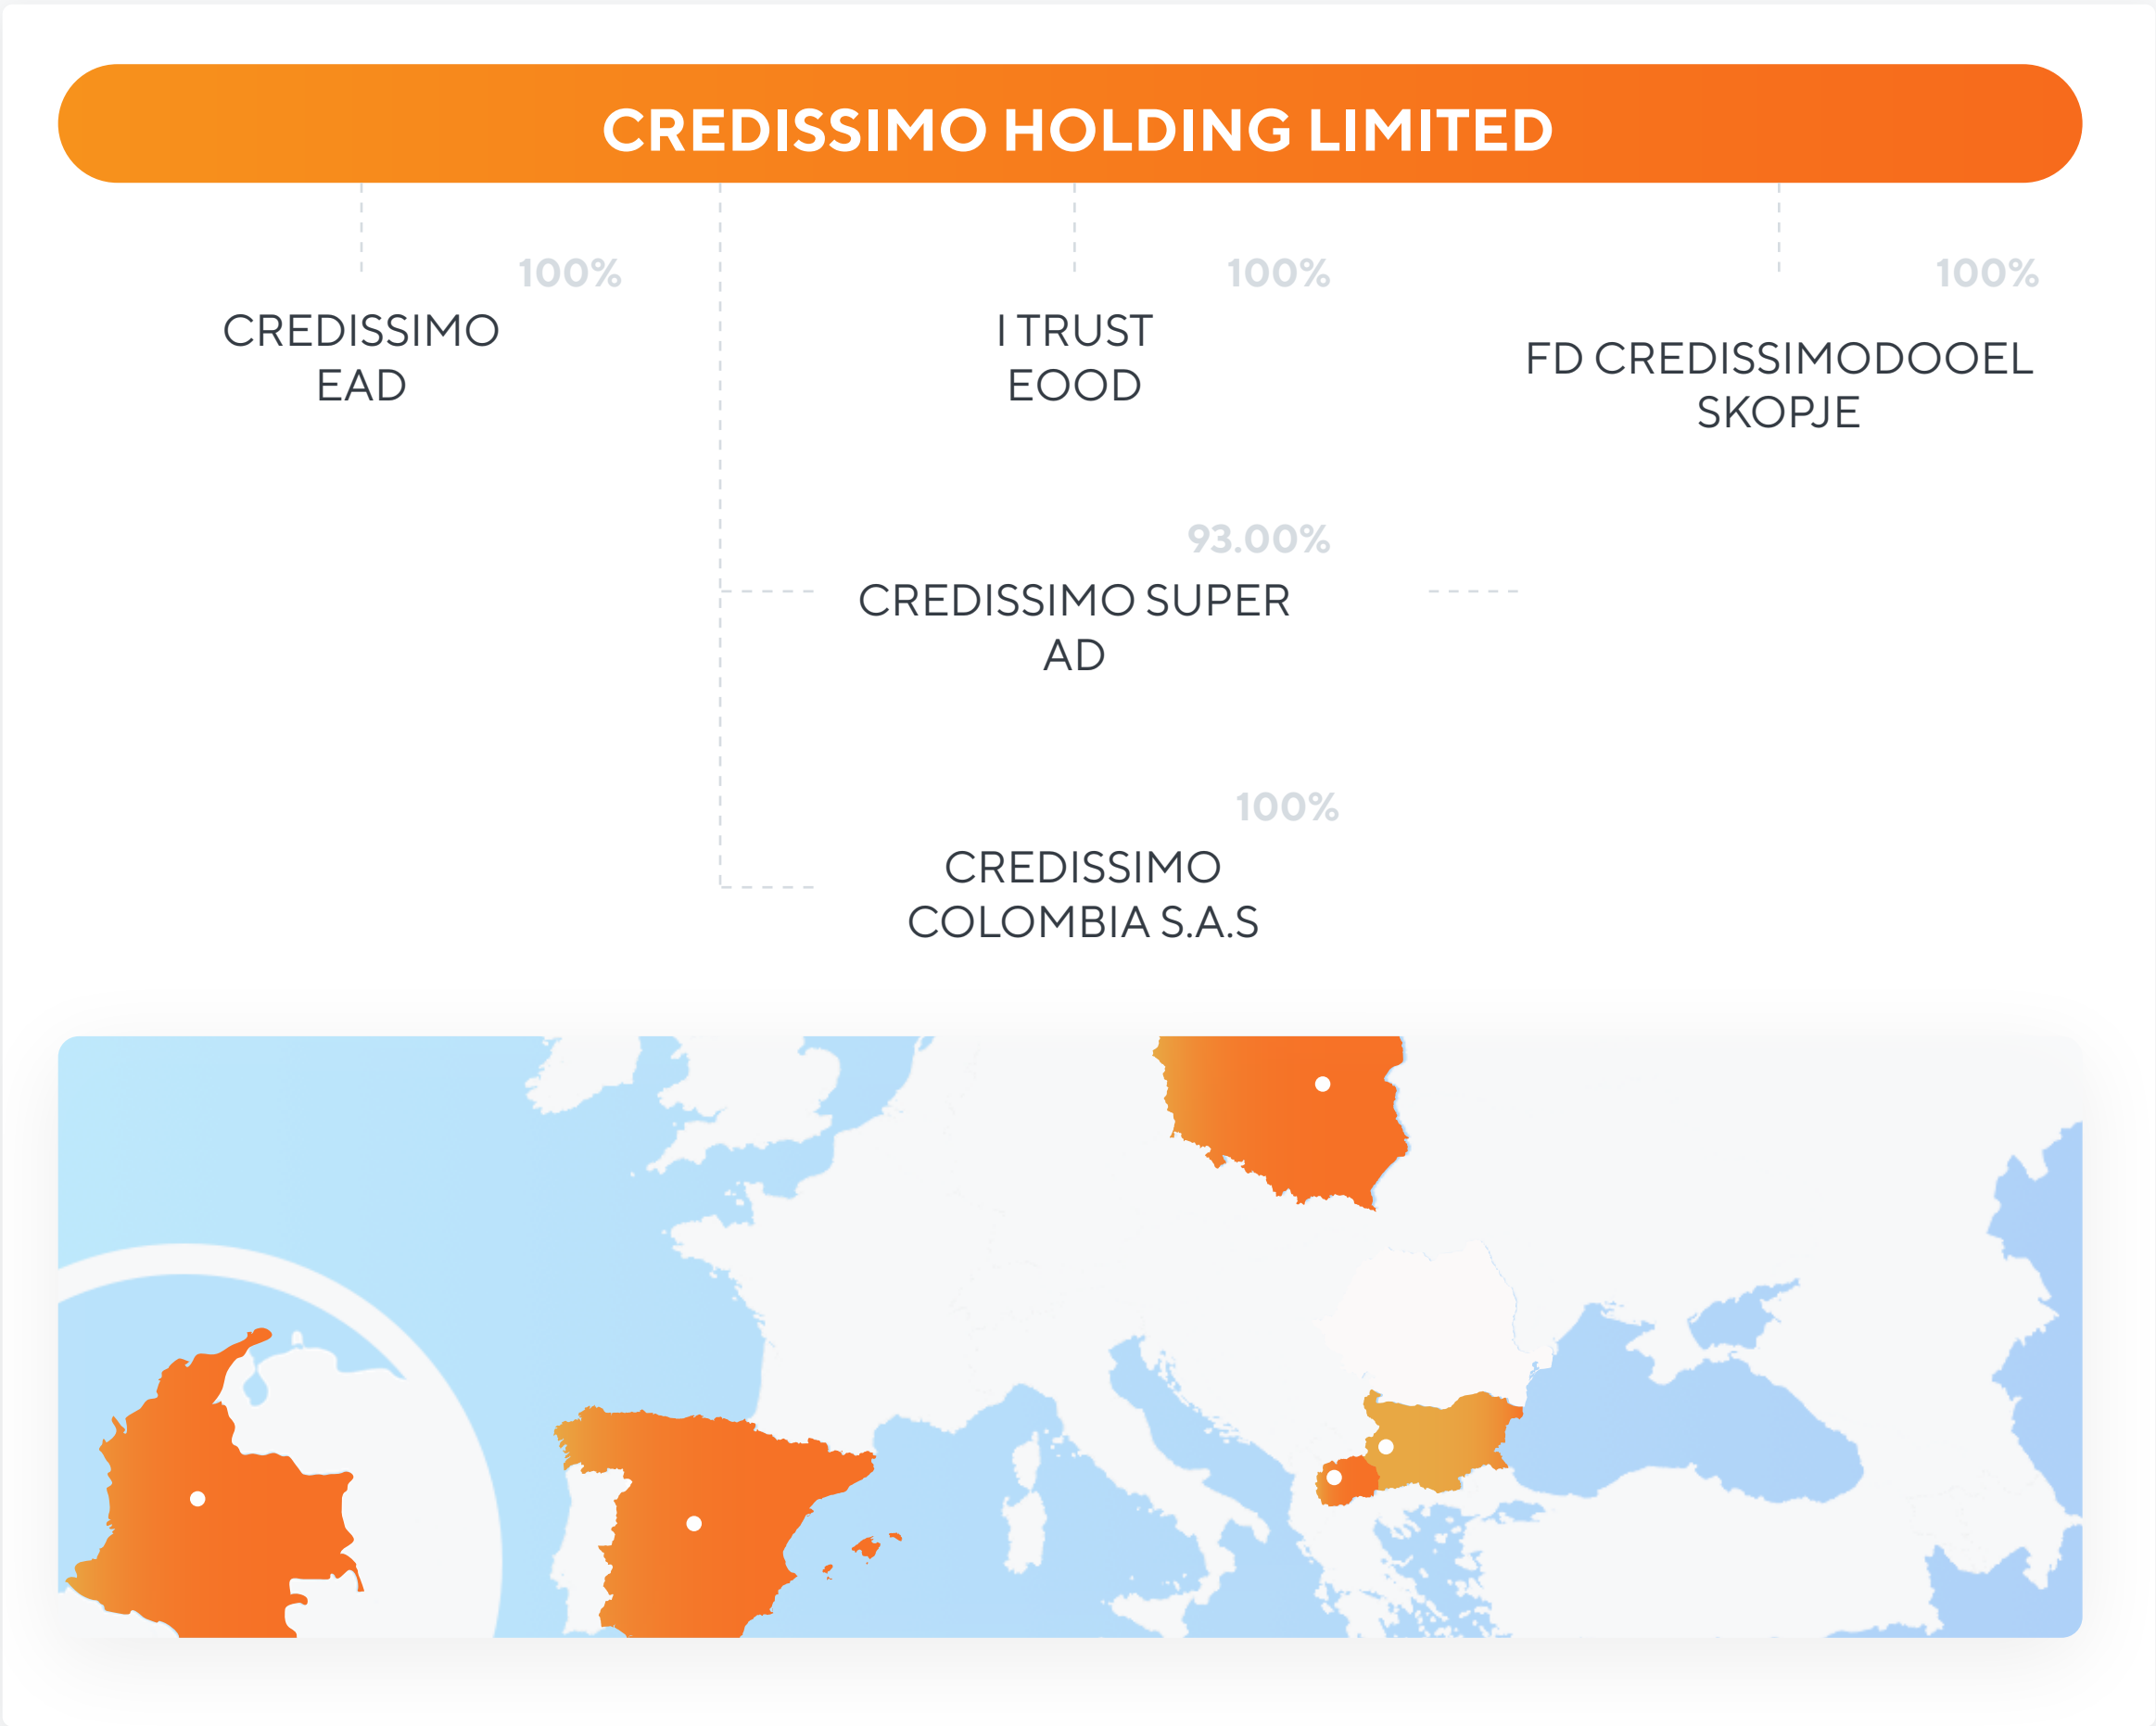 CREDISSIMO HOLDING LIMITED
100%
CREDISSIMO
EAD
100%
I TRUST
EOOD
100%
FD CREDISSIMODOOEL
SKOPJE
93.00%
CREDISSIMO SUPER
AD
100%
CREDISSIMO
COLOMBIA S.A.S